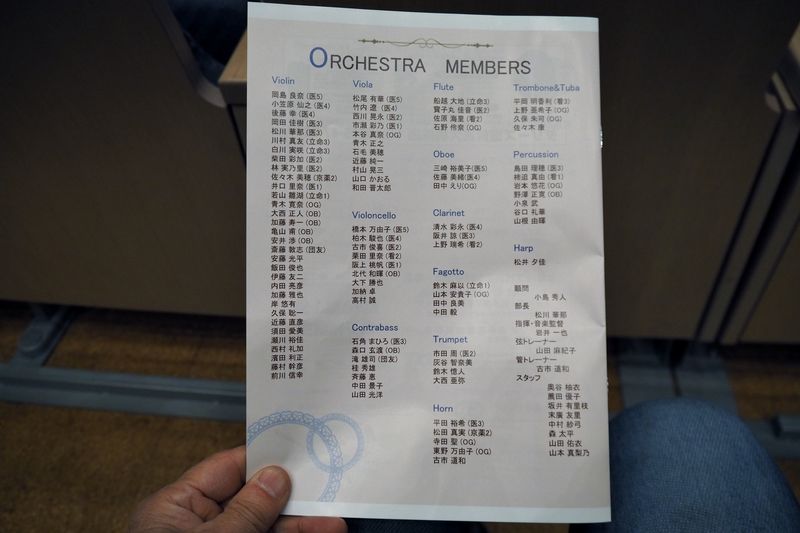 ORCHESTRA MEMBERS
Violin
岡島 良奈 (医5)
小笠原 仙之 (医4)
後藤 幸 (医4)
岡田 佳樹 (医3)
松川 華那 (医3)
川村 真友 (立命3)
白川 実咲 (立命3)
柴田 彩加 (医2)
林 実乃里 (医2)
佐々木 美穂 (京薬2)
井口 里奈 (医1)
若山 雛湖 (立命1)
青木 寛奈 (OG)
大西 正人 (OB)
加藤 寿一 (OB)
亀山 甫 (OB)
安井 渉 (OB)
斎藤 敦志 (団友)
安藤 光平
飯田 俊也
伊藤 友二
内田 亮彦
加藤 雅也
岸 悠有
久保 聡一
近藤 直彦
須田 愛美
瀬川 裕佳
西村 礼加
濱田 利正
藤村 幹彦
前川 信幸
Viola
松尾 有華 (医5)
竹内 遼 (医4)
西川 晃永 (医2)
市瀬 彩乃 (医1)
本谷 真奈 (OG)
青木 正之
石毛 美穂
近藤 純一
村山 晃三
山口 かおる
和田 晋太郎
Violoncello
橋本 万由子 (医5)
柏木 駿也 (医4)
古市 俊喜 (医2)
栗田 里奈 (看2)
阪上 桃帆 (医1)
北代 和暉 (OB)
大下 勝也
加納 卓
高村 誠
Contrabass
石角 まひろ (医3)
森口 玄渡 (OB)
滝 雄司 (団友)
桂 秀雄
斉藤 恵
中田 景子
山田 光洋
Flute
船越 大地 (立命3)
賢子丸 佳音 (医2)
佐原 海里 (看2)
石野 伶奈 (OG)
Oboe
三崎 裕美子(医5)
佐藤 美緒(医4)
田中 えり(OG)
Clarinet
清水 彩永 (医4)
阪井 諒 (医3)
上野 瑞希 (看2)
Fagotto
鈴木 麻以 (立命1)
山本 安貴子 (OG)
田中 良美
中田 毅
Trumpet
市田 周 (医2)
灰谷 智奈美
鈴木 憶人
大西 亜弥
Horn
平田 裕希 (医3)
松田 真実 (京薬2)
寺田 聖 (OG)
東野 万由子 (OG)
古市 道和
Trombone&Tuba
平岡 明香利 (看3)
上野 亜希子 (OG)
久保 朱可 (OG)
佐々木 康
Percussion
島田 理穂 (医3)
柿追 真由 (看1)
岩本 悠花 (OG)
野澤 正寛 (OB)
小泉 武
谷口 礼華
山根 由暉
Harp
松井 夕佳
顧問
小島 秀人
部長
松川 華那
指揮・音楽監督
岩井 一也
弦トレーナー
山田 麻紀子
管トレーナー
古市 道和
スタッフ
奥谷 柚衣
薦田 優子
坂井 有里枝
末廣 友里
中村 紗弓
森 太平
山田 佑衣
山本 真梨乃